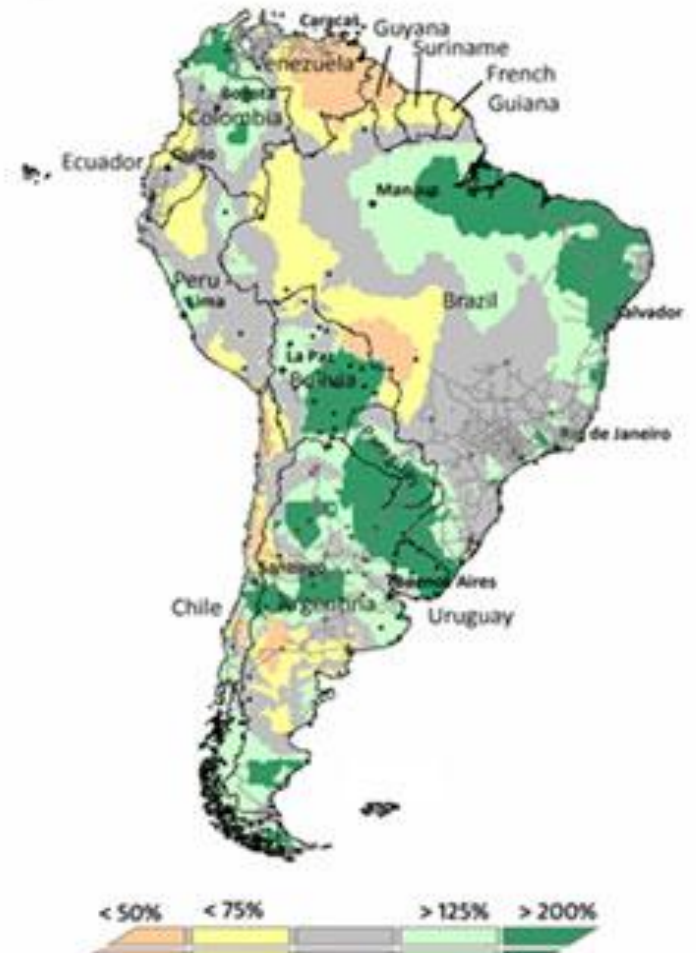 Caracas
Guyana
Suriname
French
Guiana
Venezuela
Bogota
Colombia
Ecuador
Quito
Manaus
Peru
Lima
Brazil
Salvador
La Paz
Bolivia
Rio de Janeiro
Santiago
Buenos Aires
Chile
Argentina
Uruguay
< 50%
< 75%
> 125%
> 200%